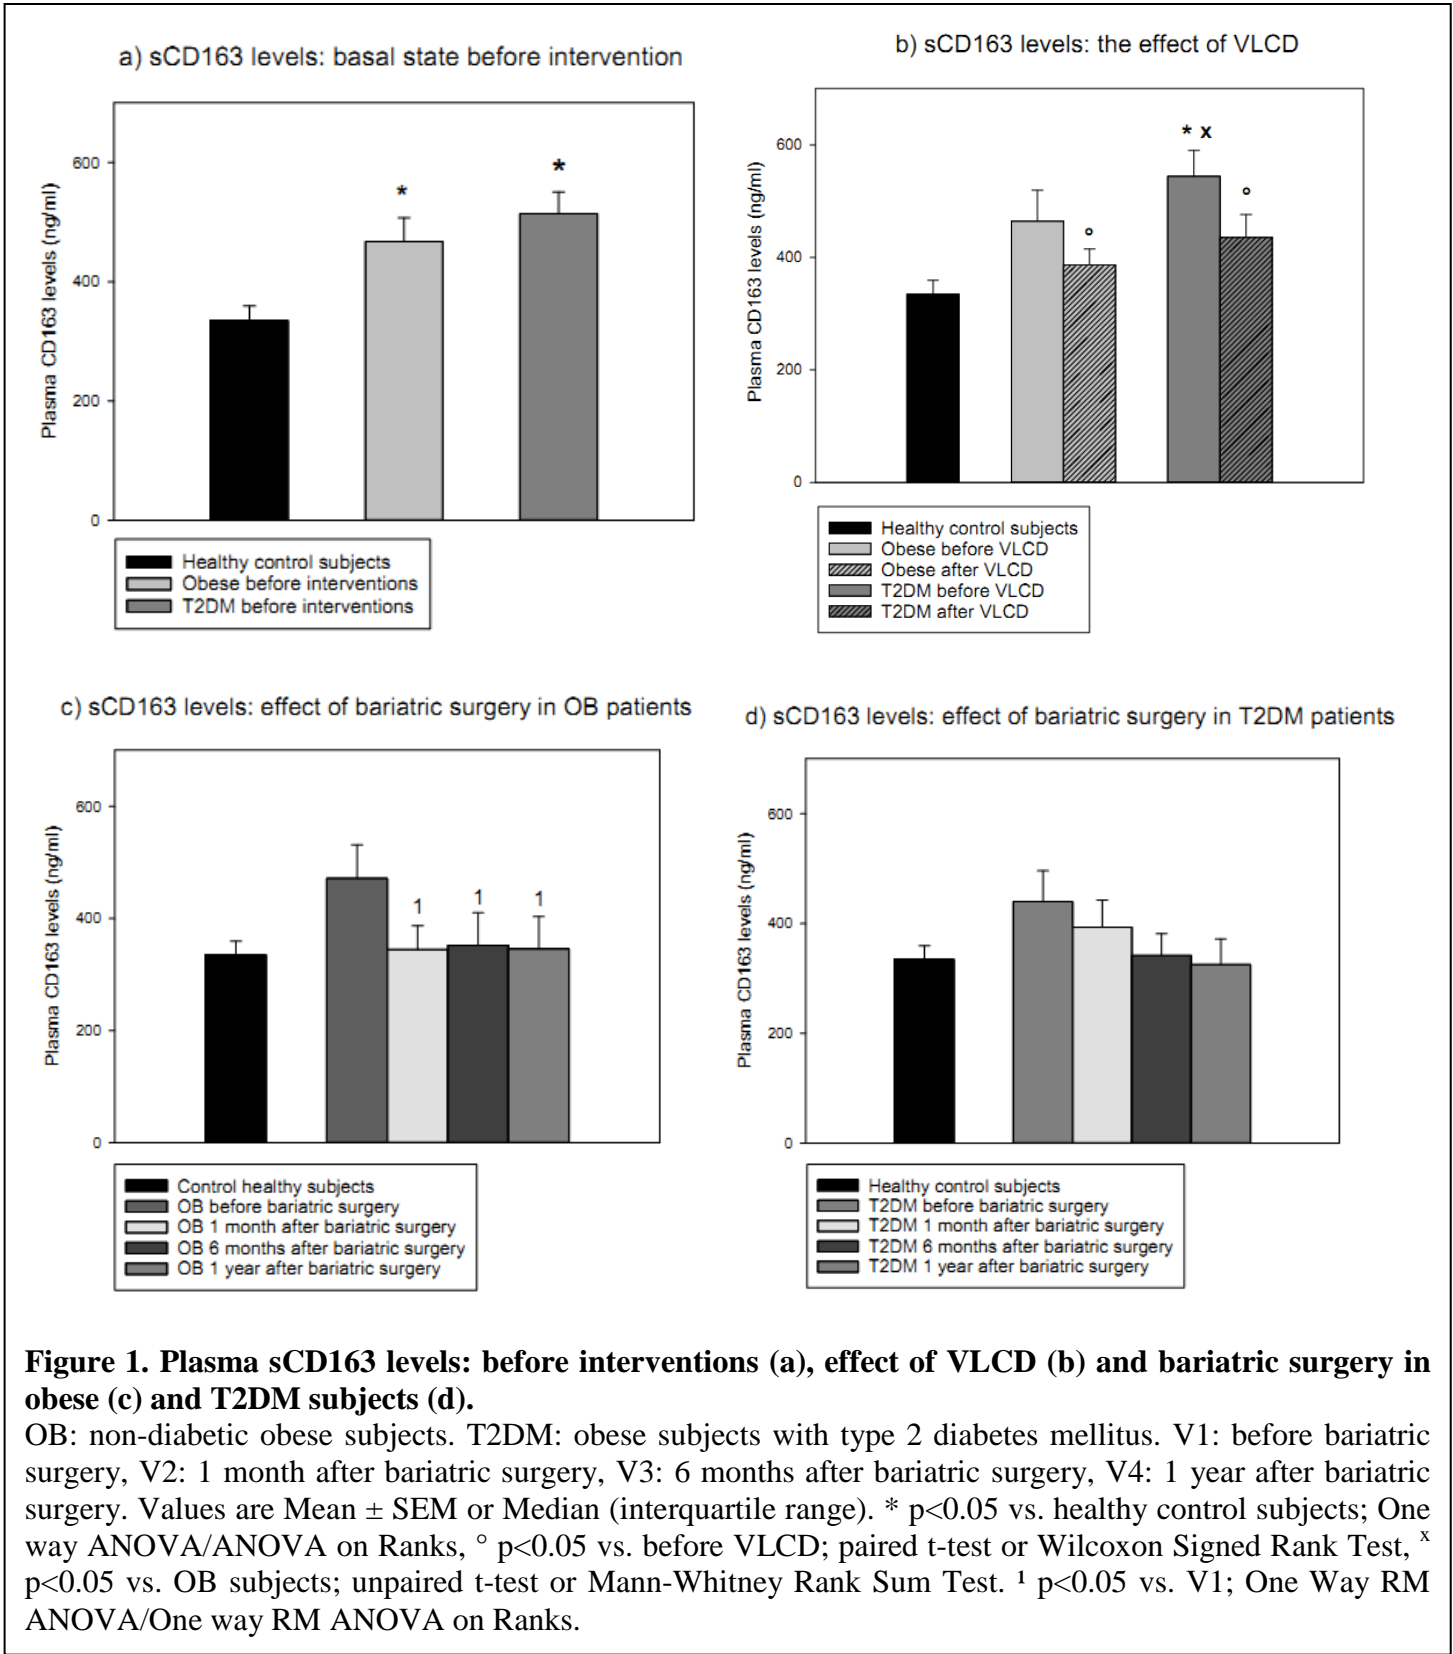 a) sCD163 levels: basal state before intervention
Plasma CD163 levels (ng/ml)
600
400
200
0
*
*
Healthy control subjects
Obese before interventions
T2DM before interventions
b) sCD163 levels: the effect of VLCD
Plasma CD163 levels (ng/ml)
600
400
200
0
°
* x
°
Healthy control subjects
Obese before VLCD
Obese after VLCD
T2DM before VLCD
T2DM after VLCD
c) sCD163 levels: effect of bariatric surgery in OB patients
Plasma CD163 levels (ng/ml)
600
400
200
0
1
1
1
Control healthy subjects
OB before bariatric surgery
OB 1 month after bariatric surgery
OB 6 months after bariatric surgery
OB 1 year after bariatric surgery
d) sCD163 levels: effect of bariatric surgery in T2DM patients
Plasma CD163 levels (ng/ml)
600
400
200
0
Healthy control subjects
T2DM before bariatric surgery
T2DM 1 month after bariatric surgery
T2DM 6 months after bariatric surgery
T2DM 1 year after bariatric surgery
Figure 1. Plasma sCD163 levels: before interventions (a), effect of VLCD (b) and bariatric surgery in
obese (c) and T2DM subjects (d).
OB: non-diabetic obese subjects. T2DM: obese subjects with type 2 diabetes mellitus. V1: before bariatric
surgery, V2: 1 month after bariatric surgery, V3: 6 months after bariatric surgery, V4: 1 year after bariatric
surgery. Values are Mean ± SEM or Median (interquartile range). * p<0.05 vs. healthy control subjects; One
way ANOVA/ANOVA on Ranks, ° p<0.05 vs. before VLCD; paired t-test or Wilcoxon Signed Rank Test, ˣ
p<0.05 vs. OB subjects; unpaired t-test or Mann-Whitney Rank Sum Test. ¹ p<0.05 vs. V1; One Way RM
ANOVA/One way RM ANOVA on Ranks.